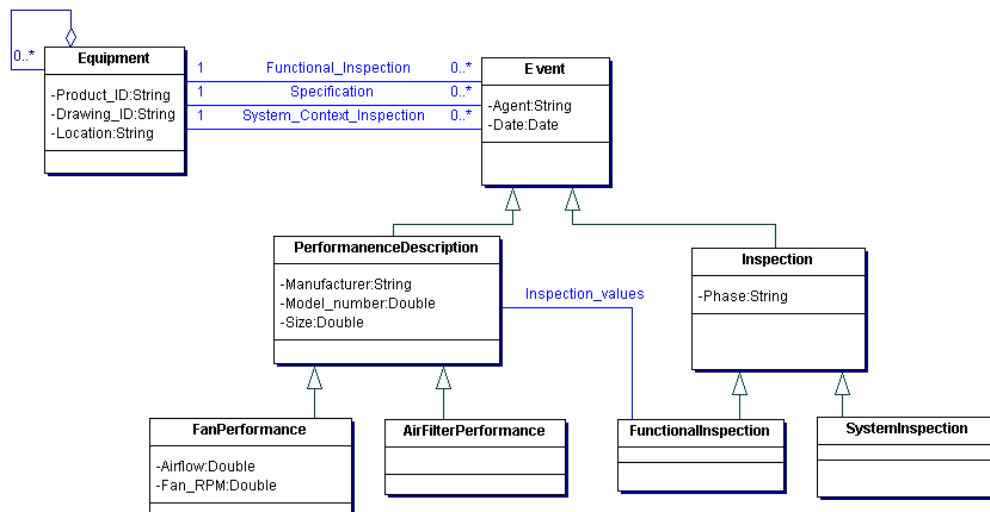 Equipment
-Product_ID:String
-Drawing_ID:String
-Location:String
0..*
1 Functional_Inspection 0..*
1 Specification 0..*
1 System_Context_Inspection 0..*
Event
-Agent:String
-Date:Date
PerformanenceDescription
-Manufacturer:String
-Model_number:Double
-Size:Double
Inspection_values
Inspection
-Phase:String
FanPerformance
-Airflow:Double
-Fan_RPM:Double
AirFilterPerformance
FunctionalInspection
SystemInspection